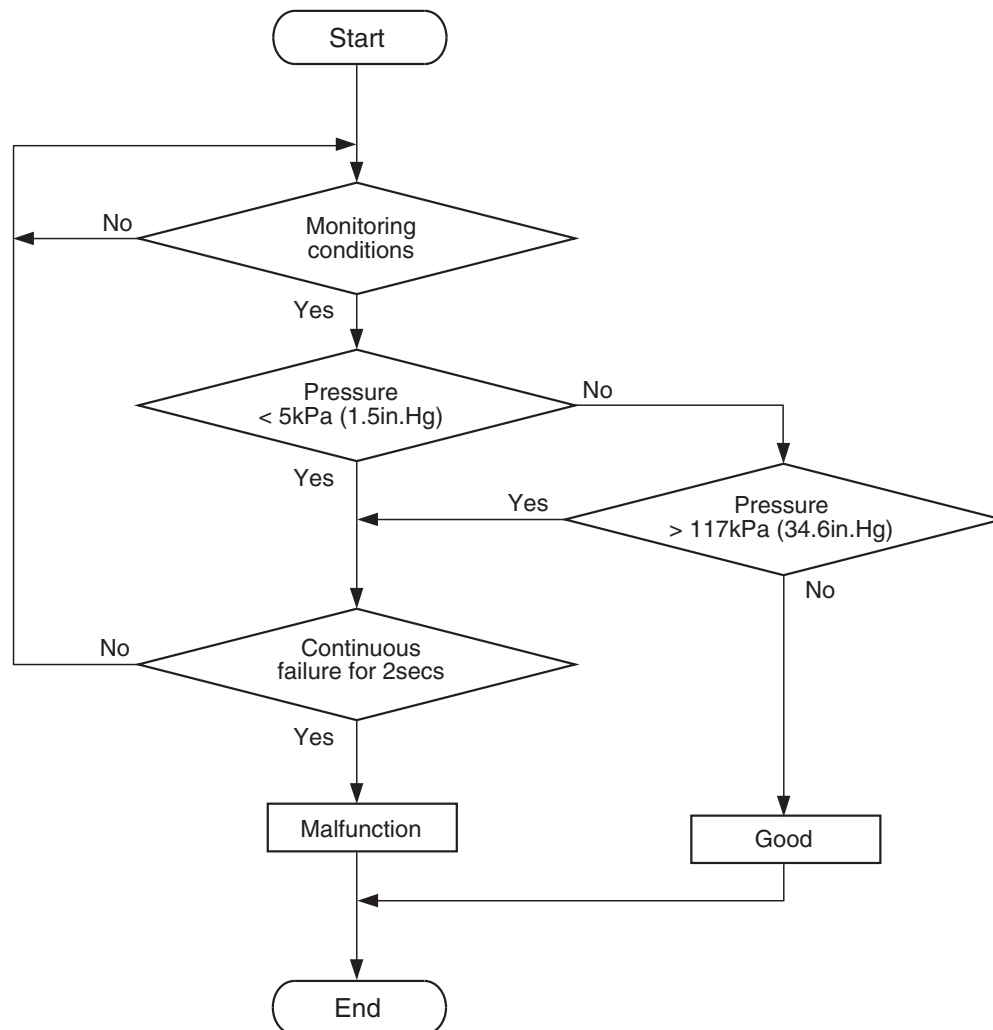 Start
No
Monitoring
conditions
Yes
Pressure
< 5kPa (1.5in.Hg)
No
Yes
Yes
Pressure
> 117kPa (34.6in.Hg)
No
No
Continuous
failure for 2secs
Yes
Malfunction
Good
End